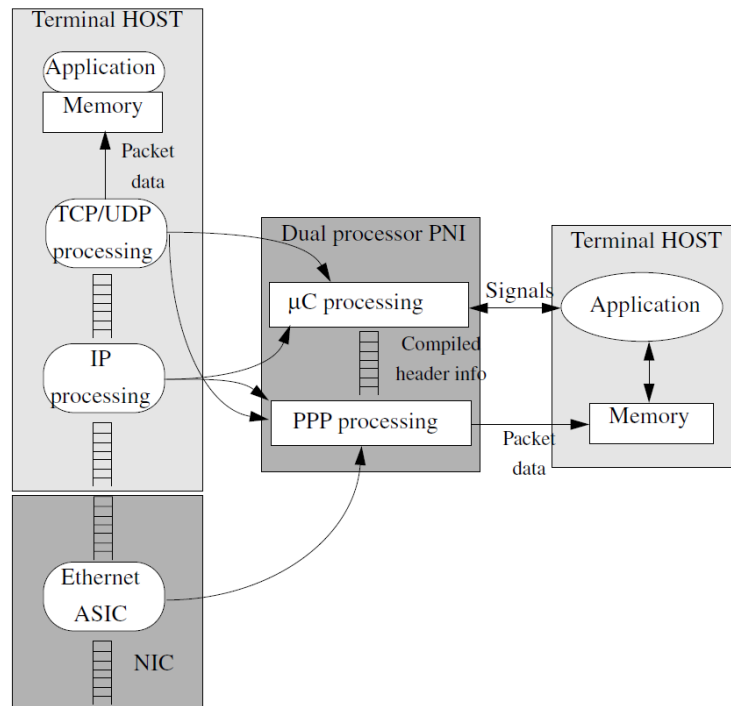 Terminal HOST
Application
Memory
Packet
data
TCP/UDP
processing
IP
processing
Ethernet
ASIC
NIC
Dual processor PNI
µC processing
Compiled
header info
PPP processing
Signals
Packet
data
Terminal HOST
Application
Memory